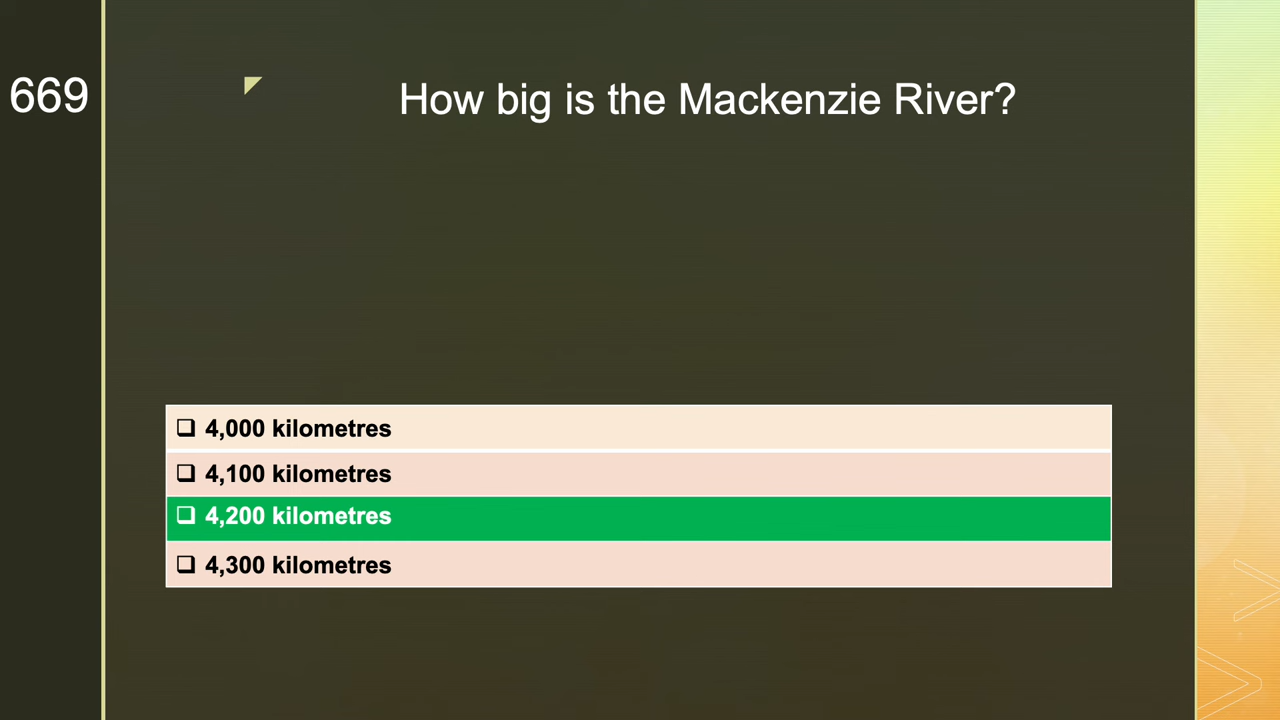 669
How big is the Mackenzie River?
4,000 kilometres
4,100 kilometres
4,200 kilometres
4,300 kilometres